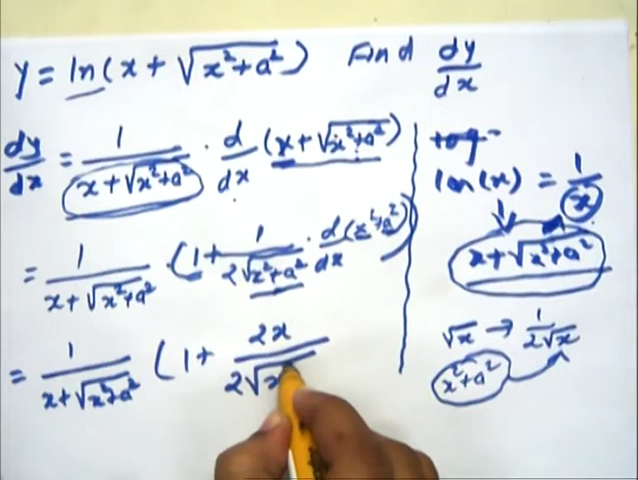 y = ln(x + √(x²+a²)) Find dy/dx
dy/dx = 1/(x+√(x²+a²)) · d/dx (x+√(x²+a²))
= 1/(x+√(x²+a²)) · (1 + 1/(2√(x²+a²)) · d/dx (x²+a²))
= 1/(x+√(x²+a²)) (1 + 2x/(2√x
log
lan(x) = 1/x
x+√(x²+a²)
√x → 1/(2√x)
x²+a²